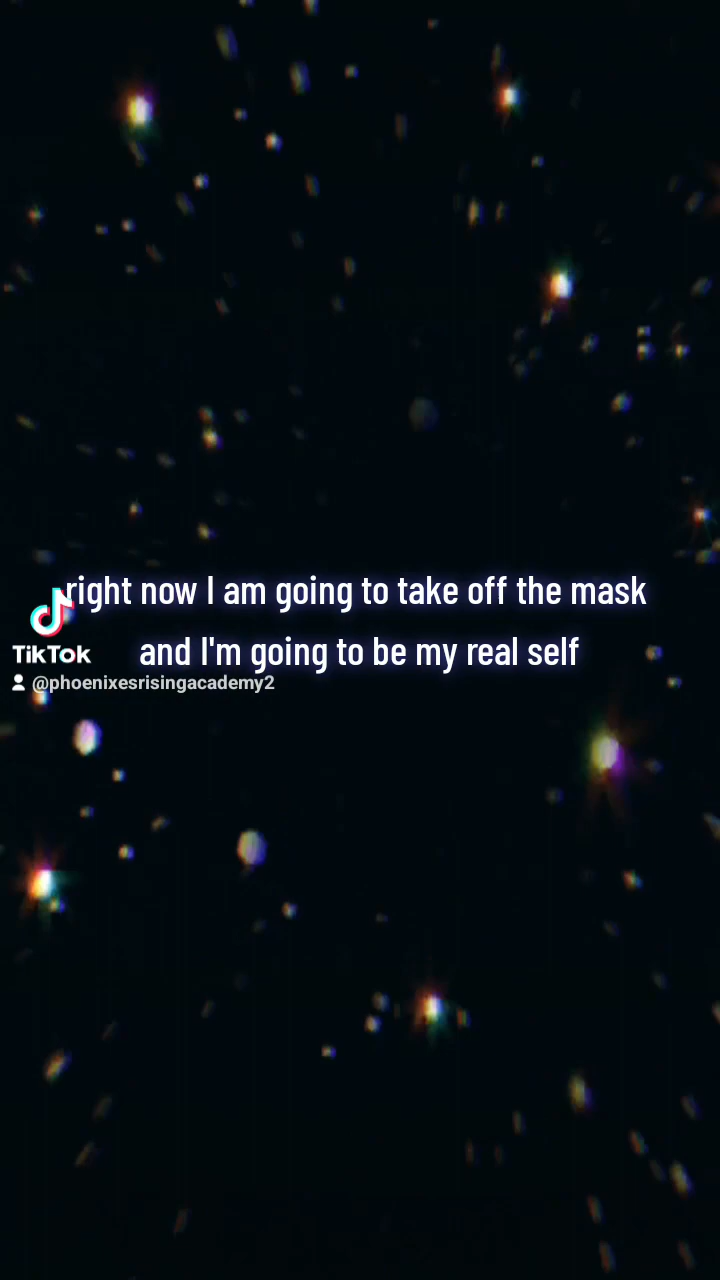 right now I am going to take off the mask
and I'm going to be my real self
TikTok
@phoenixesrisingacademy2